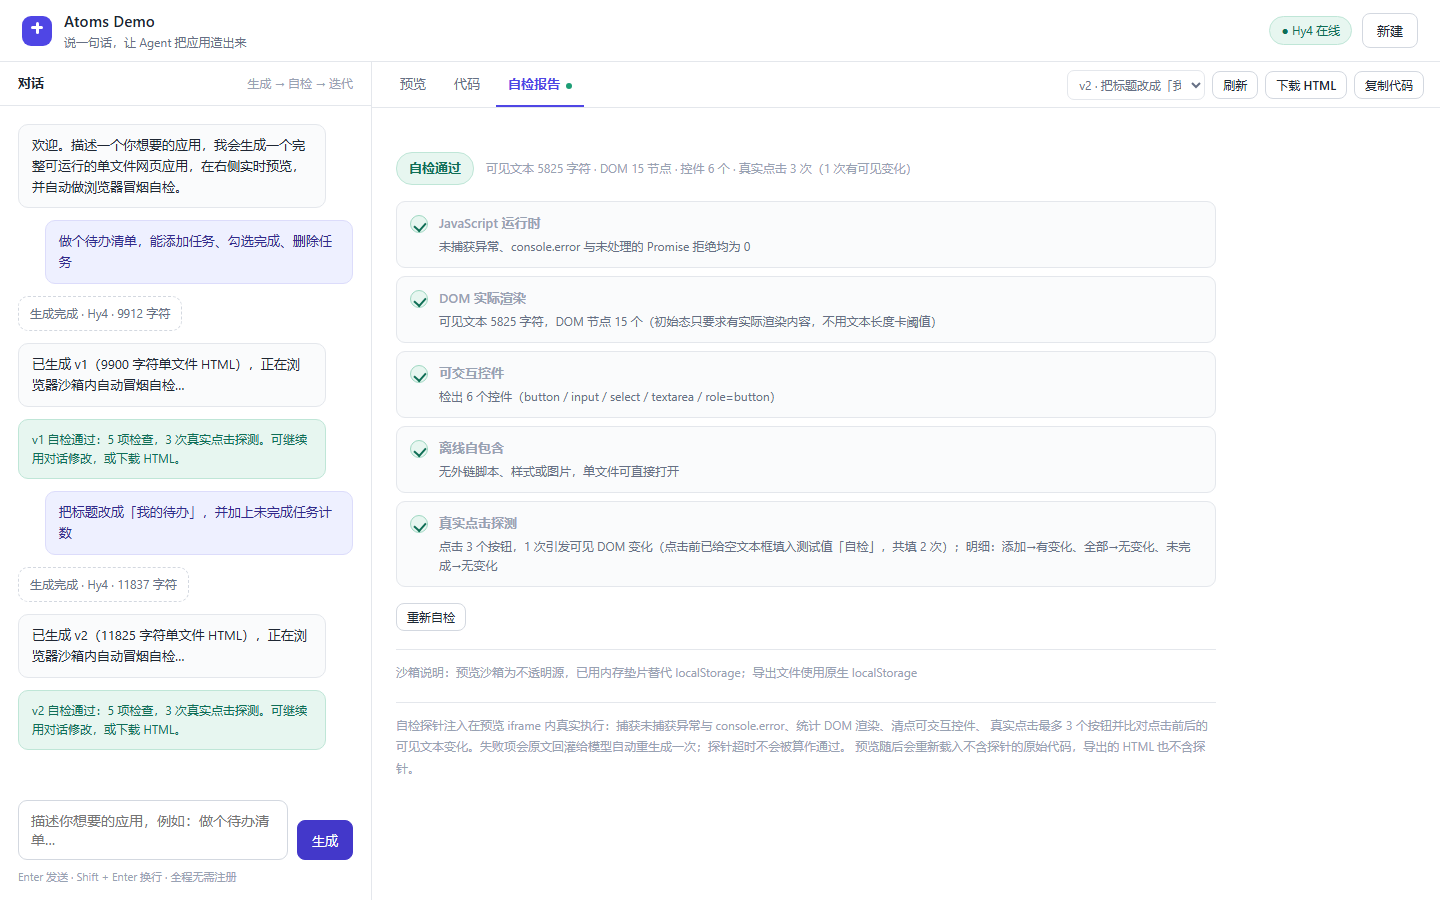 Atoms Demo
说一句话，让 Agent 把应用造出来
● Hy4 在线
新建
对话
生成 → 自检 → 迭代
预览
代码
自检报告
v2 · 把标题改成「我
刷新
下载 HTML
复制代码
欢迎。描述一个你想要的应用，我会生成一个完
整可运行的单文件网页应用，在右侧实时预览，
并自动做浏览器冒烟自检。
做个待办清单，能添加任务、勾选完成、删除任
务
生成完成 · Hy4 · 9912 字符
已生成 v1（9900 字符单文件 HTML），正在浏
览器沙箱内自动冒烟自检...
v1 自检通过：5 项检查，3 次真实点击探测。可继续
用对话修改，或下载 HTML。
把标题改成「我的待办」，并加上未完成任务计
数
生成完成 · Hy4 · 11837 字符
已生成 v2（11825 字符单文件 HTML），正在浏
览器沙箱内自动冒烟自检...
v2 自检通过：5 项检查，3 次真实点击探测。可继续
用对话修改，或下载 HTML。
描述你想要的应用，例如：做个待办清
单...
生成
Enter 发送 · Shift + Enter 换行 · 全程无需注册
自检通过
可见文本 5825 字符 · DOM 15 节点 · 控件 6 个 · 真实点击 3 次（1 次有可见变化）
JavaScript 运行时
未捕获异常、console.error 与未处理的 Promise 拒绝均为 0
DOM 实际渲染
可见文本 5825 字符，DOM 节点 15 个（初始态只要求有实际渲染内容，不用文本长度卡阈值）
可交互控件
检出 6 个控件（button / input / select / textarea / role=button）
离线自包含
无外链脚本、样式或图片，单文件可直接打开
真实点击探测
点击 3 个按钮，1 次引发可见 DOM 变化（点击前已给空文本框填入测试值「自检」，共填 2 次）；明细：添加→有变化、全部→无变化、未完
成→无变化
重新自检
沙箱说明：预览沙箱为不透明源，已用内存垫片替代 localStorage；导出文件使用原生 localStorage
自检探针注入在预览 iframe 内真实执行：捕获未捕获异常与 console.error、统计 DOM 渲染、清点可交互控件、 真实点击最多 3 个按钮并比对点击前后的
可见文本变化。失败项会原文回灌给模型自动重生成一次；探针超时不会被算作通过。 预览随后会重新载入不含探针的原始代码，导出的 HTML 也不含探
针。